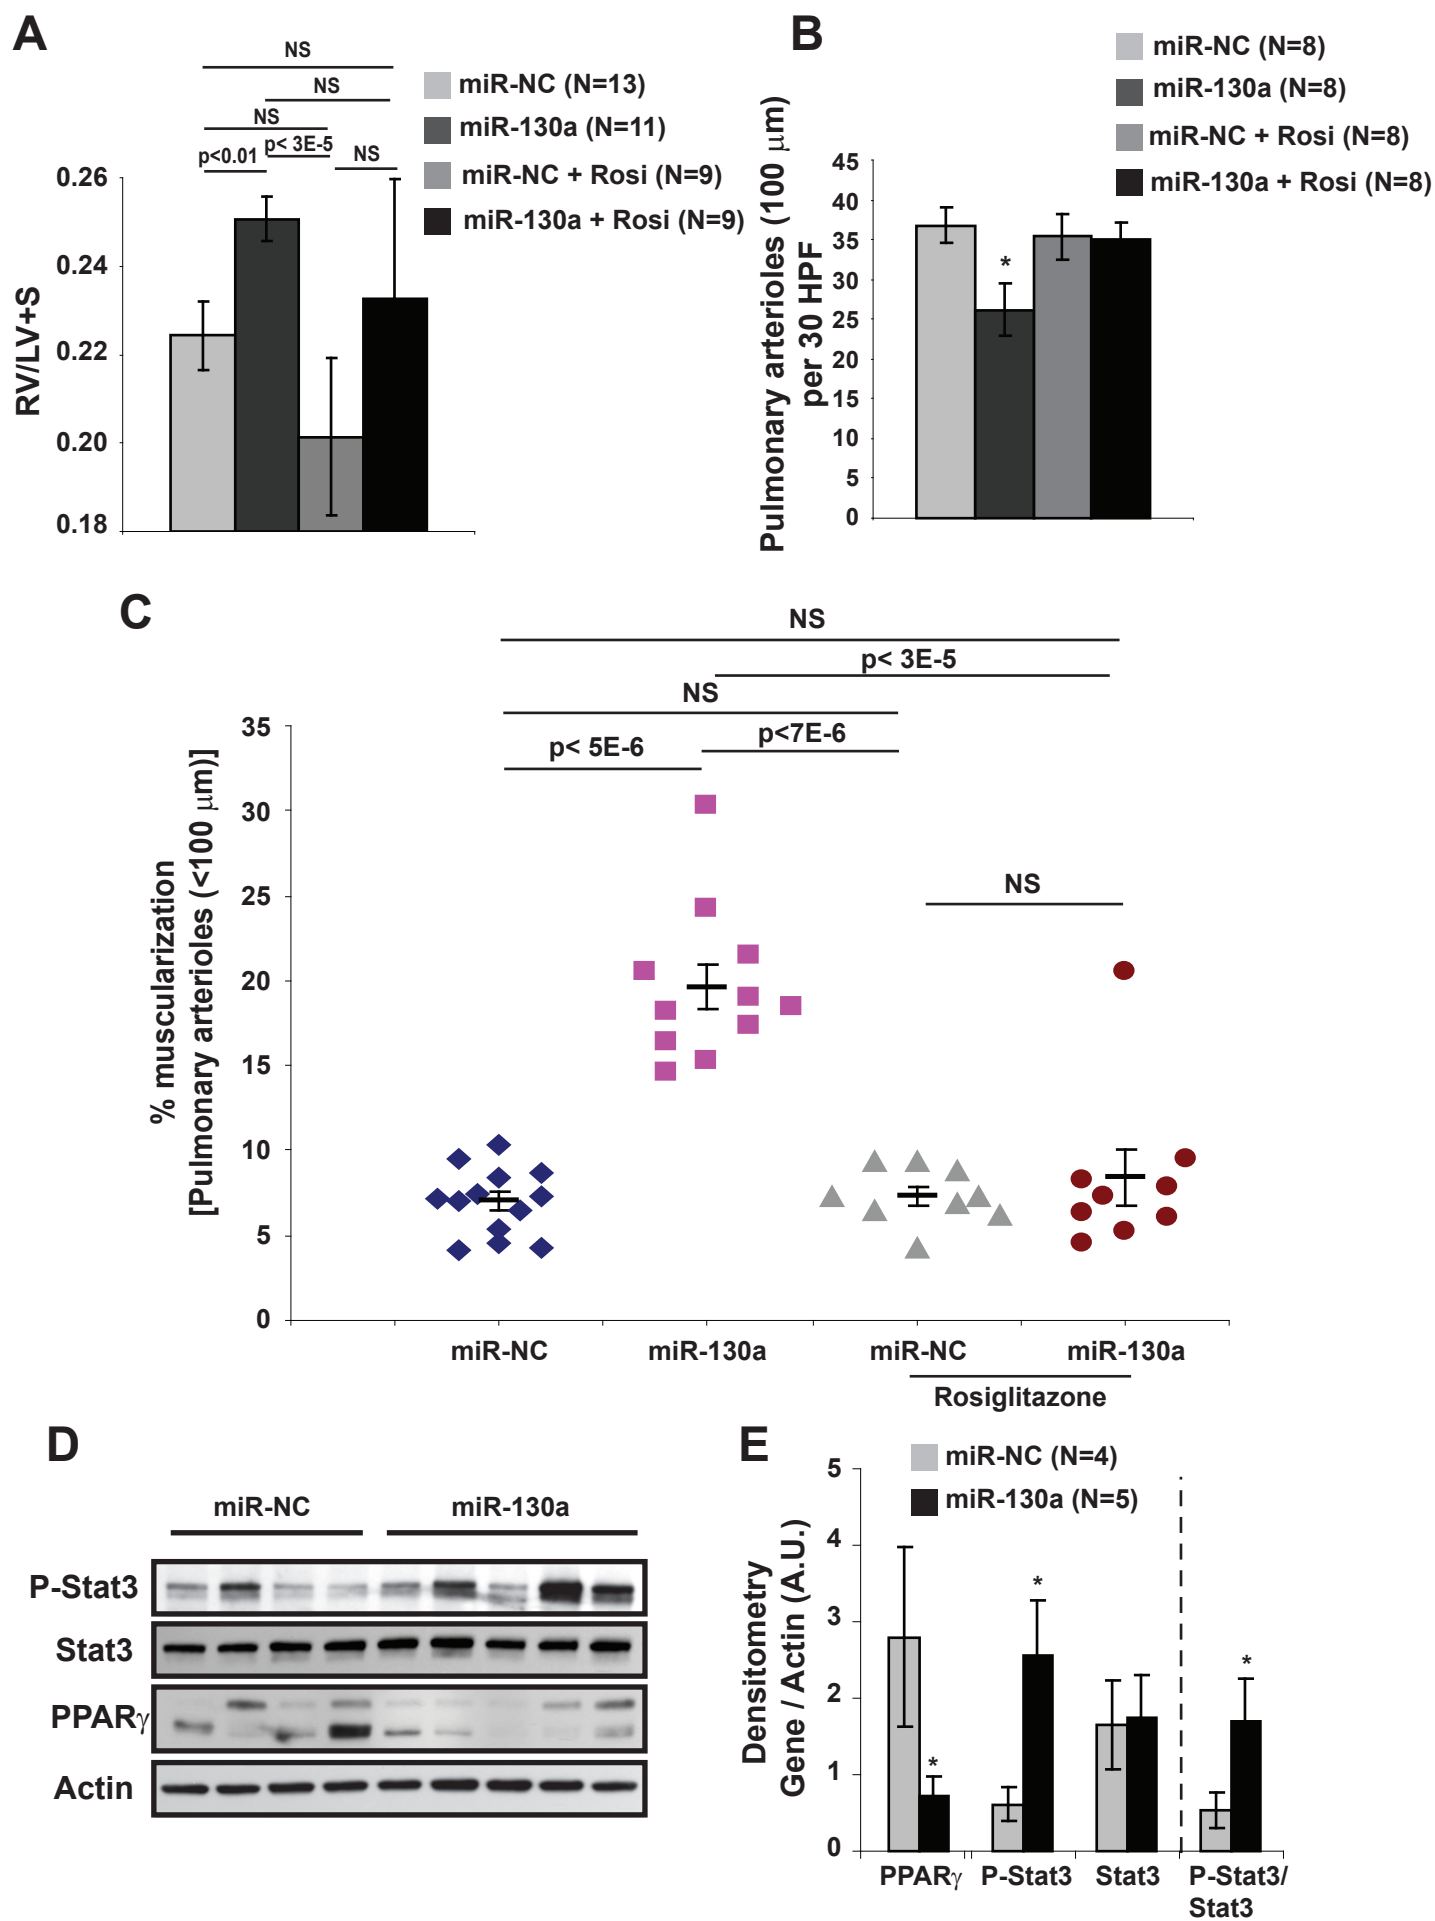 A
NS
NS
NS
p<0.01
p< 3E-5
NS
miR-NC (N=13)
miR-130a (N=11)
miR-NC + Rosi (N=9)
miR-130a + Rosi (N=9)
RV/LV+S
0.26
0.24
0.22
0.20
0.18
B
miR-NC (N=8)
miR-130a (N=8)
miR-NC + Rosi (N=8)
miR-130a + Rosi (N=8)
Pulmonary arterioles (100 μm)
per 30 HPF
45
40
35
30
25
20
15
10
5
0
*
C
NS
p< 3E-5
NS
p< 5E-6
p<7E-6
NS
% muscularization
[Pulmonary arterioles (<100 μm)]
35
30
25
20
15
10
5
0
miR-NC
miR-130a
miR-NC
miR-130a
Rosiglitazone
D
miR-NC
miR-130a
P-Stat3
Stat3
PPARγ
Actin
E
miR-NC (N=4)
miR-130a (N=5)
Densitometry
Gene / Actin (A.U.)
5
4
3
2
1
0
*
*
*
PPARγ
P-Stat3
Stat3
P-Stat3/
Stat3